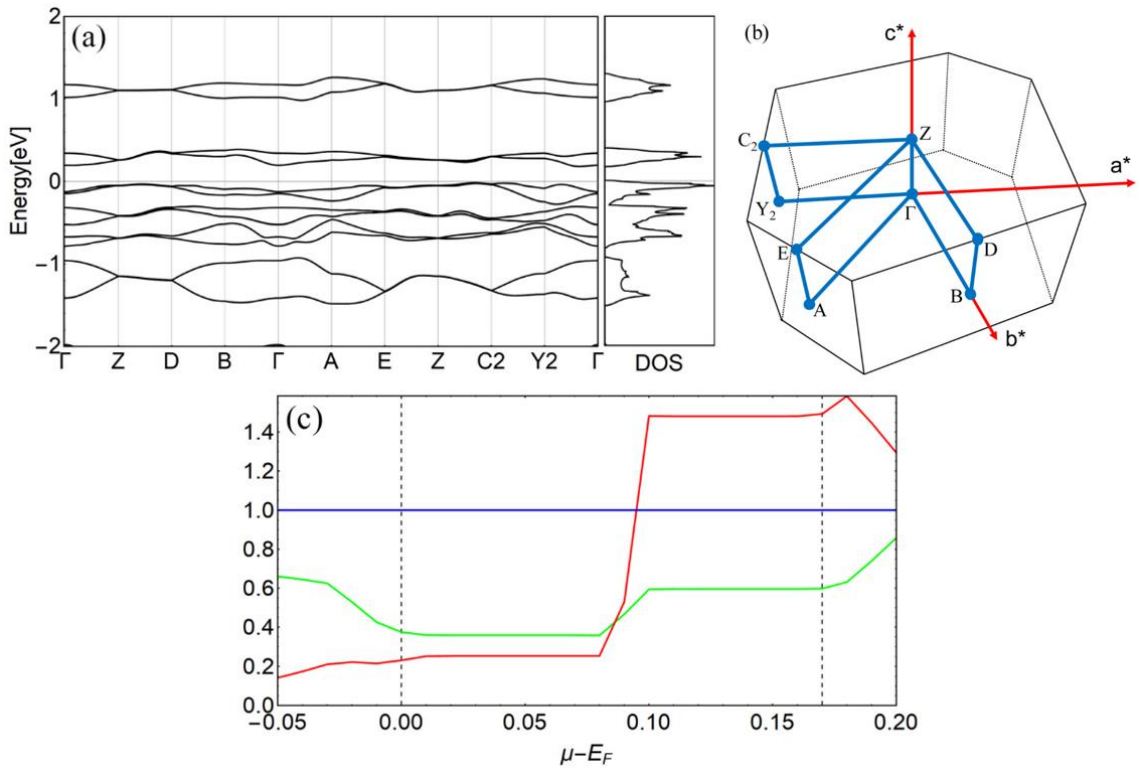 (a)
2
1
0
−1
−2
Energy[eV]
Γ Z D B Γ A E Z C2 Y2 Γ
DOS
(b)
c*
a*
b*
C2
Z
Y2
Γ
E
D
A
B
(c)
1.4
1.2
1.0
0.8
0.6
0.4
0.2
0.0
−0.05 0.00 0.05 0.10 0.15 0.20
μ−EF